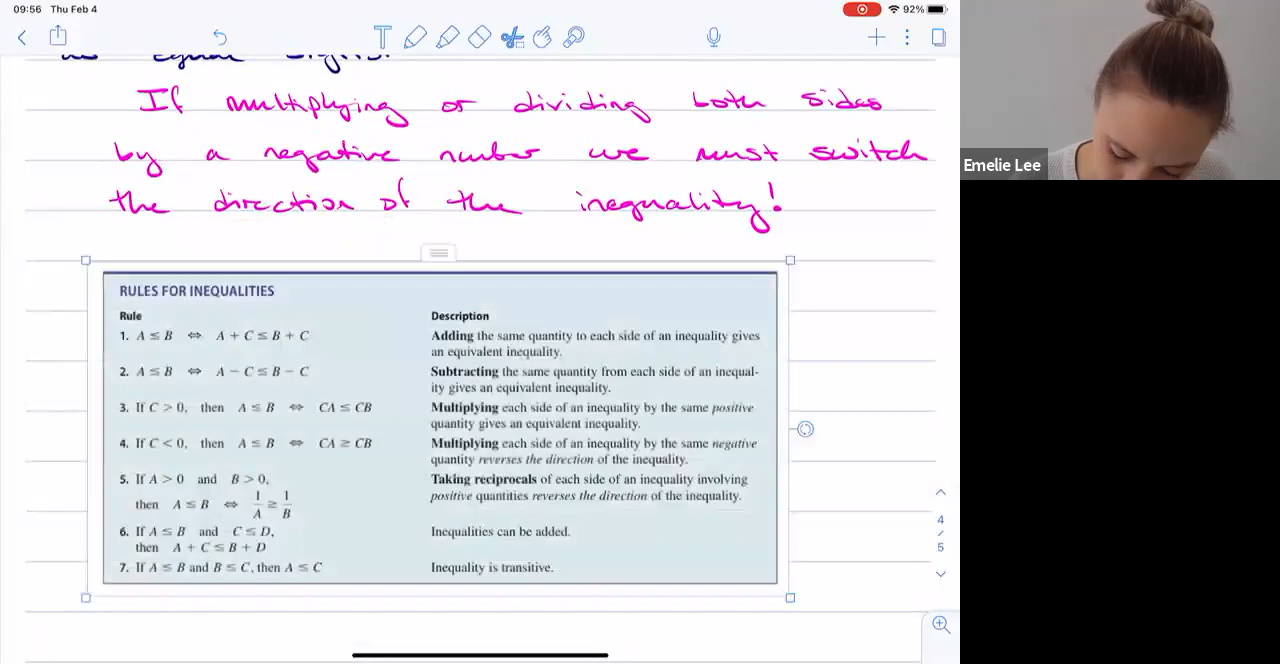 09:56 Thu Feb 4
92%
equal signs.
If multiplying or dividing both sides
by a negative number we must switch
the direction of the inequality!
RULES FOR INEQUALITIES
Rule Description
1. A ≤ B ⇔ A + C ≤ B + C Adding the same quantity to each side of an inequality gives
an equivalent inequality.
2. A ≤ B ⇔ A − C ≤ B − C Subtracting the same quantity from each side of an inequal-
ity gives an equivalent inequality.
3. If C > 0, then A ≤ B ⇔ CA ≤ CB Multiplying each side of an inequality by the same positive
quantity gives an equivalent inequality.
4. If C < 0, then A ≤ B ⇔ CA ≥ CB Multiplying each side of an inequality by the same negative
quantity reverses the direction of the inequality.
5. If A > 0 and B > 0, Taking reciprocals of each side of an inequality involving
then A ≤ B ⇔ 1/A ≥ 1/B positive quantities reverses the direction of the inequality.
6. If A ≤ B and C ≤ D, Inequalities can be added.
then A + C ≤ B + D
7. If A ≤ B and B ≤ C, then A ≤ C Inequality is transitive.
4
/
5
Emelie Lee